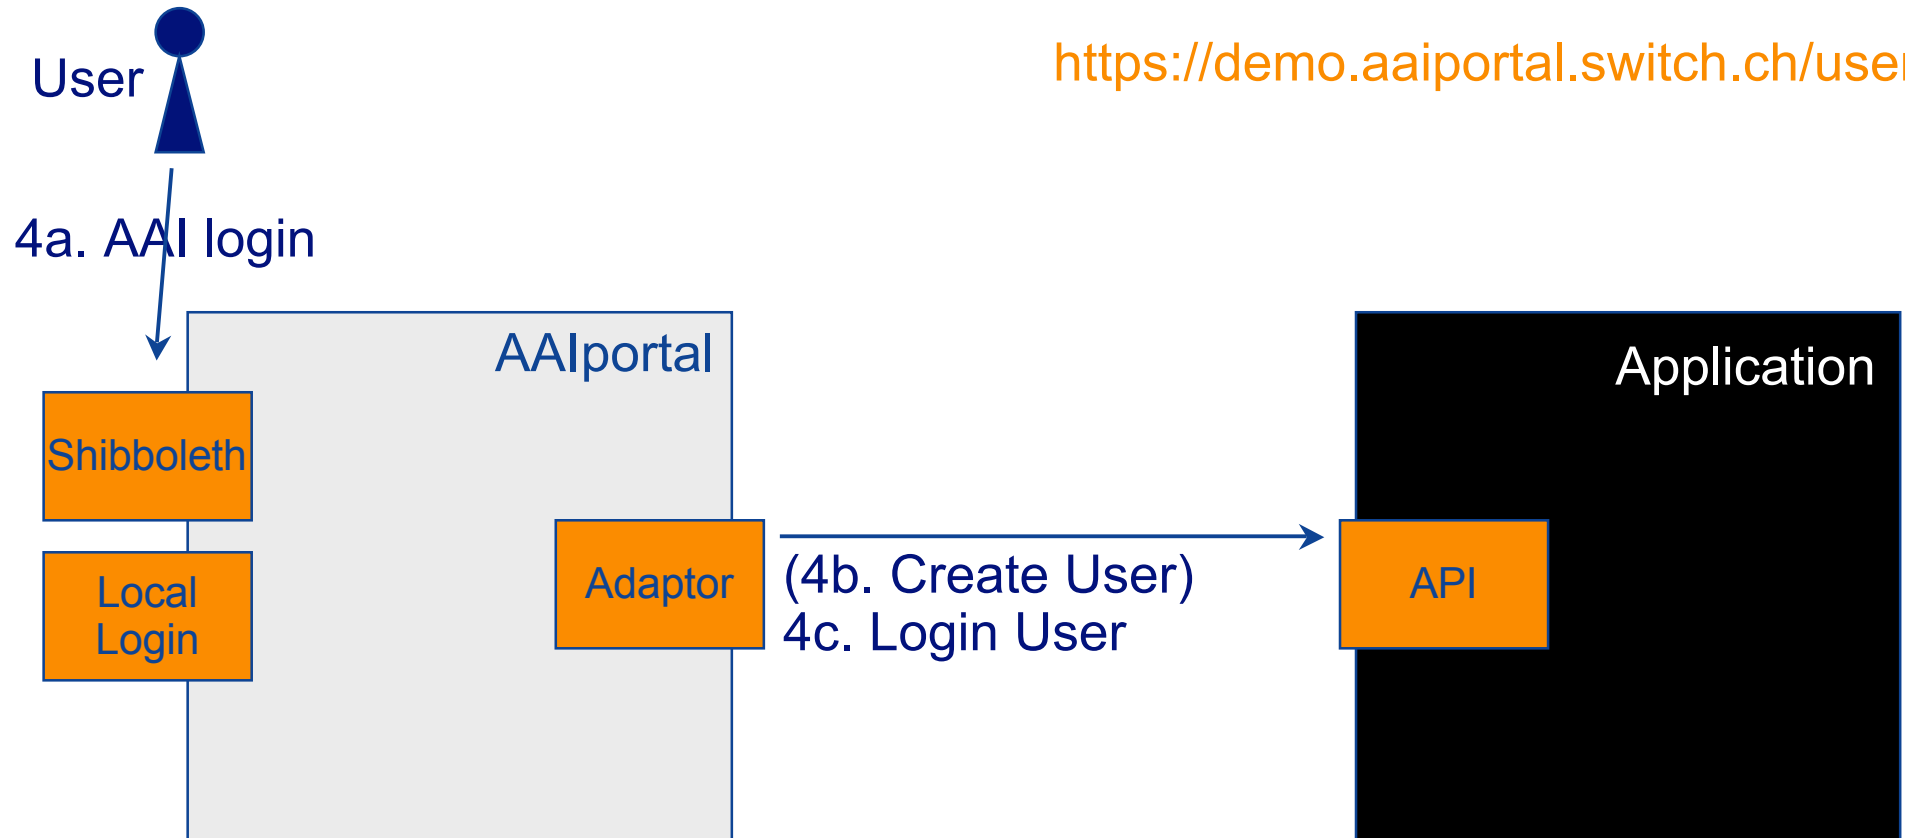 User
https://demo.aaiportal.switch.ch/user
4a. AAI login
AAIportal
Application
Shibboleth
Local
Login
Adaptor
(4b. Create User)
4c. Login User
API